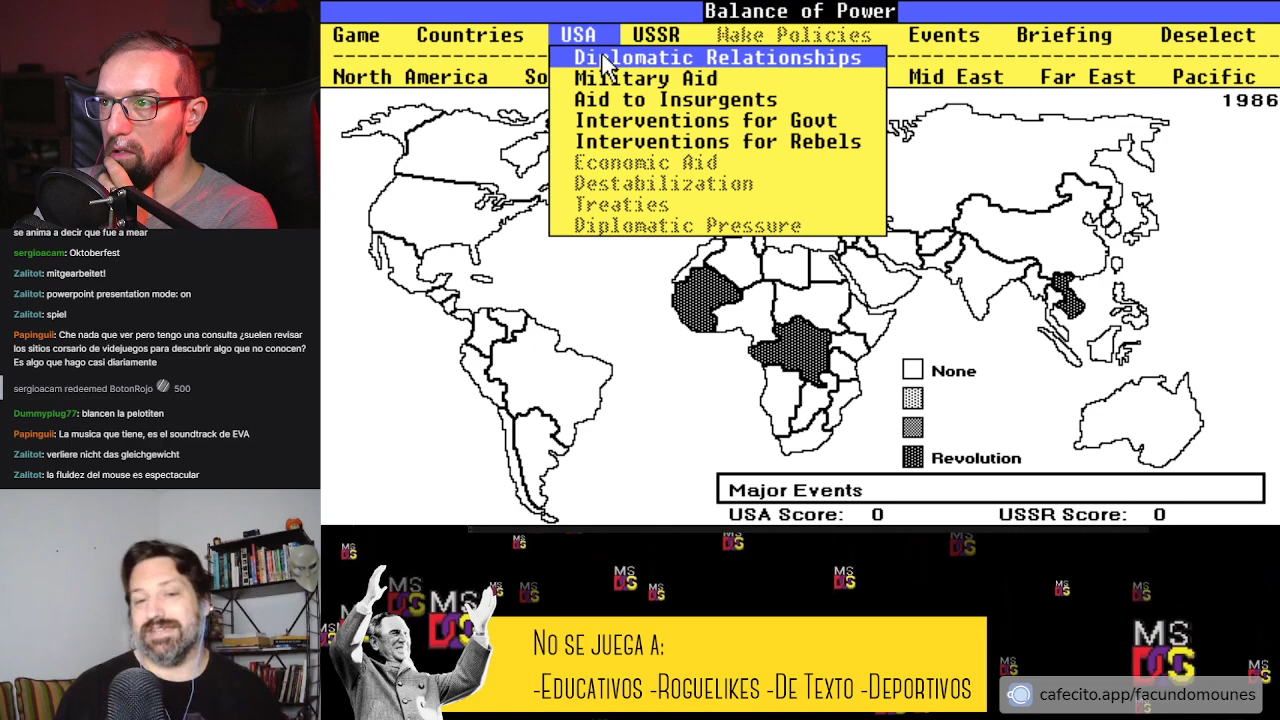 Balance of Power
Game Countries USA USSR Make Policies Events Briefing Deselect
North America So Mid East Far East Pacific
Diplomatic Relationships
Military Aid
Aid to Insurgents
Interventions for Govt
Interventions for Rebels
Economic Aid
Destabilization
Treaties
Diplomatic Pressure
1986
None
Revolution
Major Events
USA Score: 0 USSR Score: 0
se anima a decir que fue a mear
sergioacam: Oktoberfest
Zalitot: mitgearbeitet!
Zalitot: powerpoint presentation mode: on
Zalitot: spiel
Papinguii: Che nada que ver pero tengo una consulta ¿suelen revisar
los sitios corsario de videjuegos para descubrir algo que no conocen?
Es algo que hago casi diariamente
sergioacam redeemed BotonRojo 500
Dummyplug77: blancen la pelotiten
Papinguii: La musica que tiene, es el soundtrack de EVA
Zalitot: verliere nicht das gleichgewicht
Zalitot: la fluidez del mouse es espectacular
No se juega a:
-Educativos -Roguelikes -De Texto -Deportivos
MS
DOS
cafecito.app/facundomounes